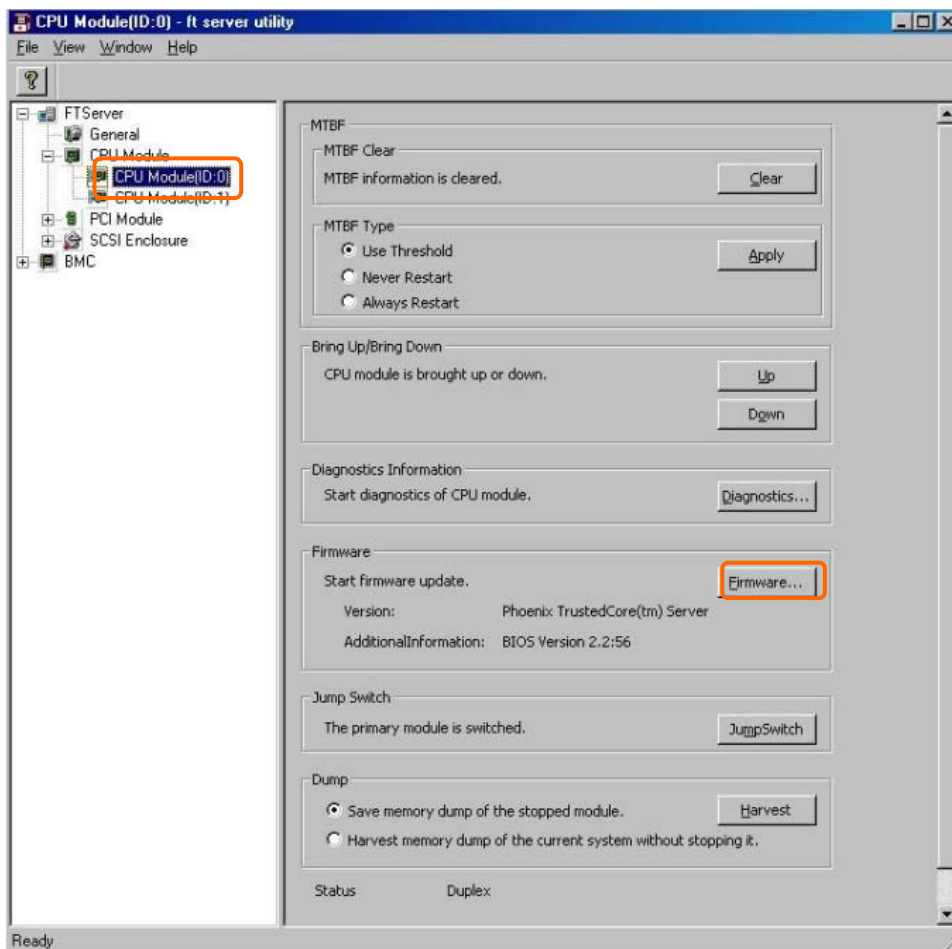 CPU Module(ID:0) - ft server utility
File View Window Help
FTServer
General
CPU Module
CPU Module(ID:0)
CPU Module(ID:1)
PCI Module
SCSI Enclosure
BMC
MTBF
MTBF Clear
MTBF information is cleared.
Clear
MTBF Type
Use Threshold
Never Restart
Always Restart
Apply
Bring Up/Bring Down
CPU module is brought up or down.
Up
Down
Diagnostics Information
Start diagnostics of CPU module.
Diagnostics...
Firmware
Start firmware update.
Firmware...
Version: Phoenix TrustedCore(tm) Server
AdditionalInformation: BIOS Version 2.2:56
Jump Switch
The primary module is switched.
JumpSwitch
Dump
Save memory dump of the stopped module.
Harvest
Harvest memory dump of the current system without stopping it.
Status Duplex
Ready